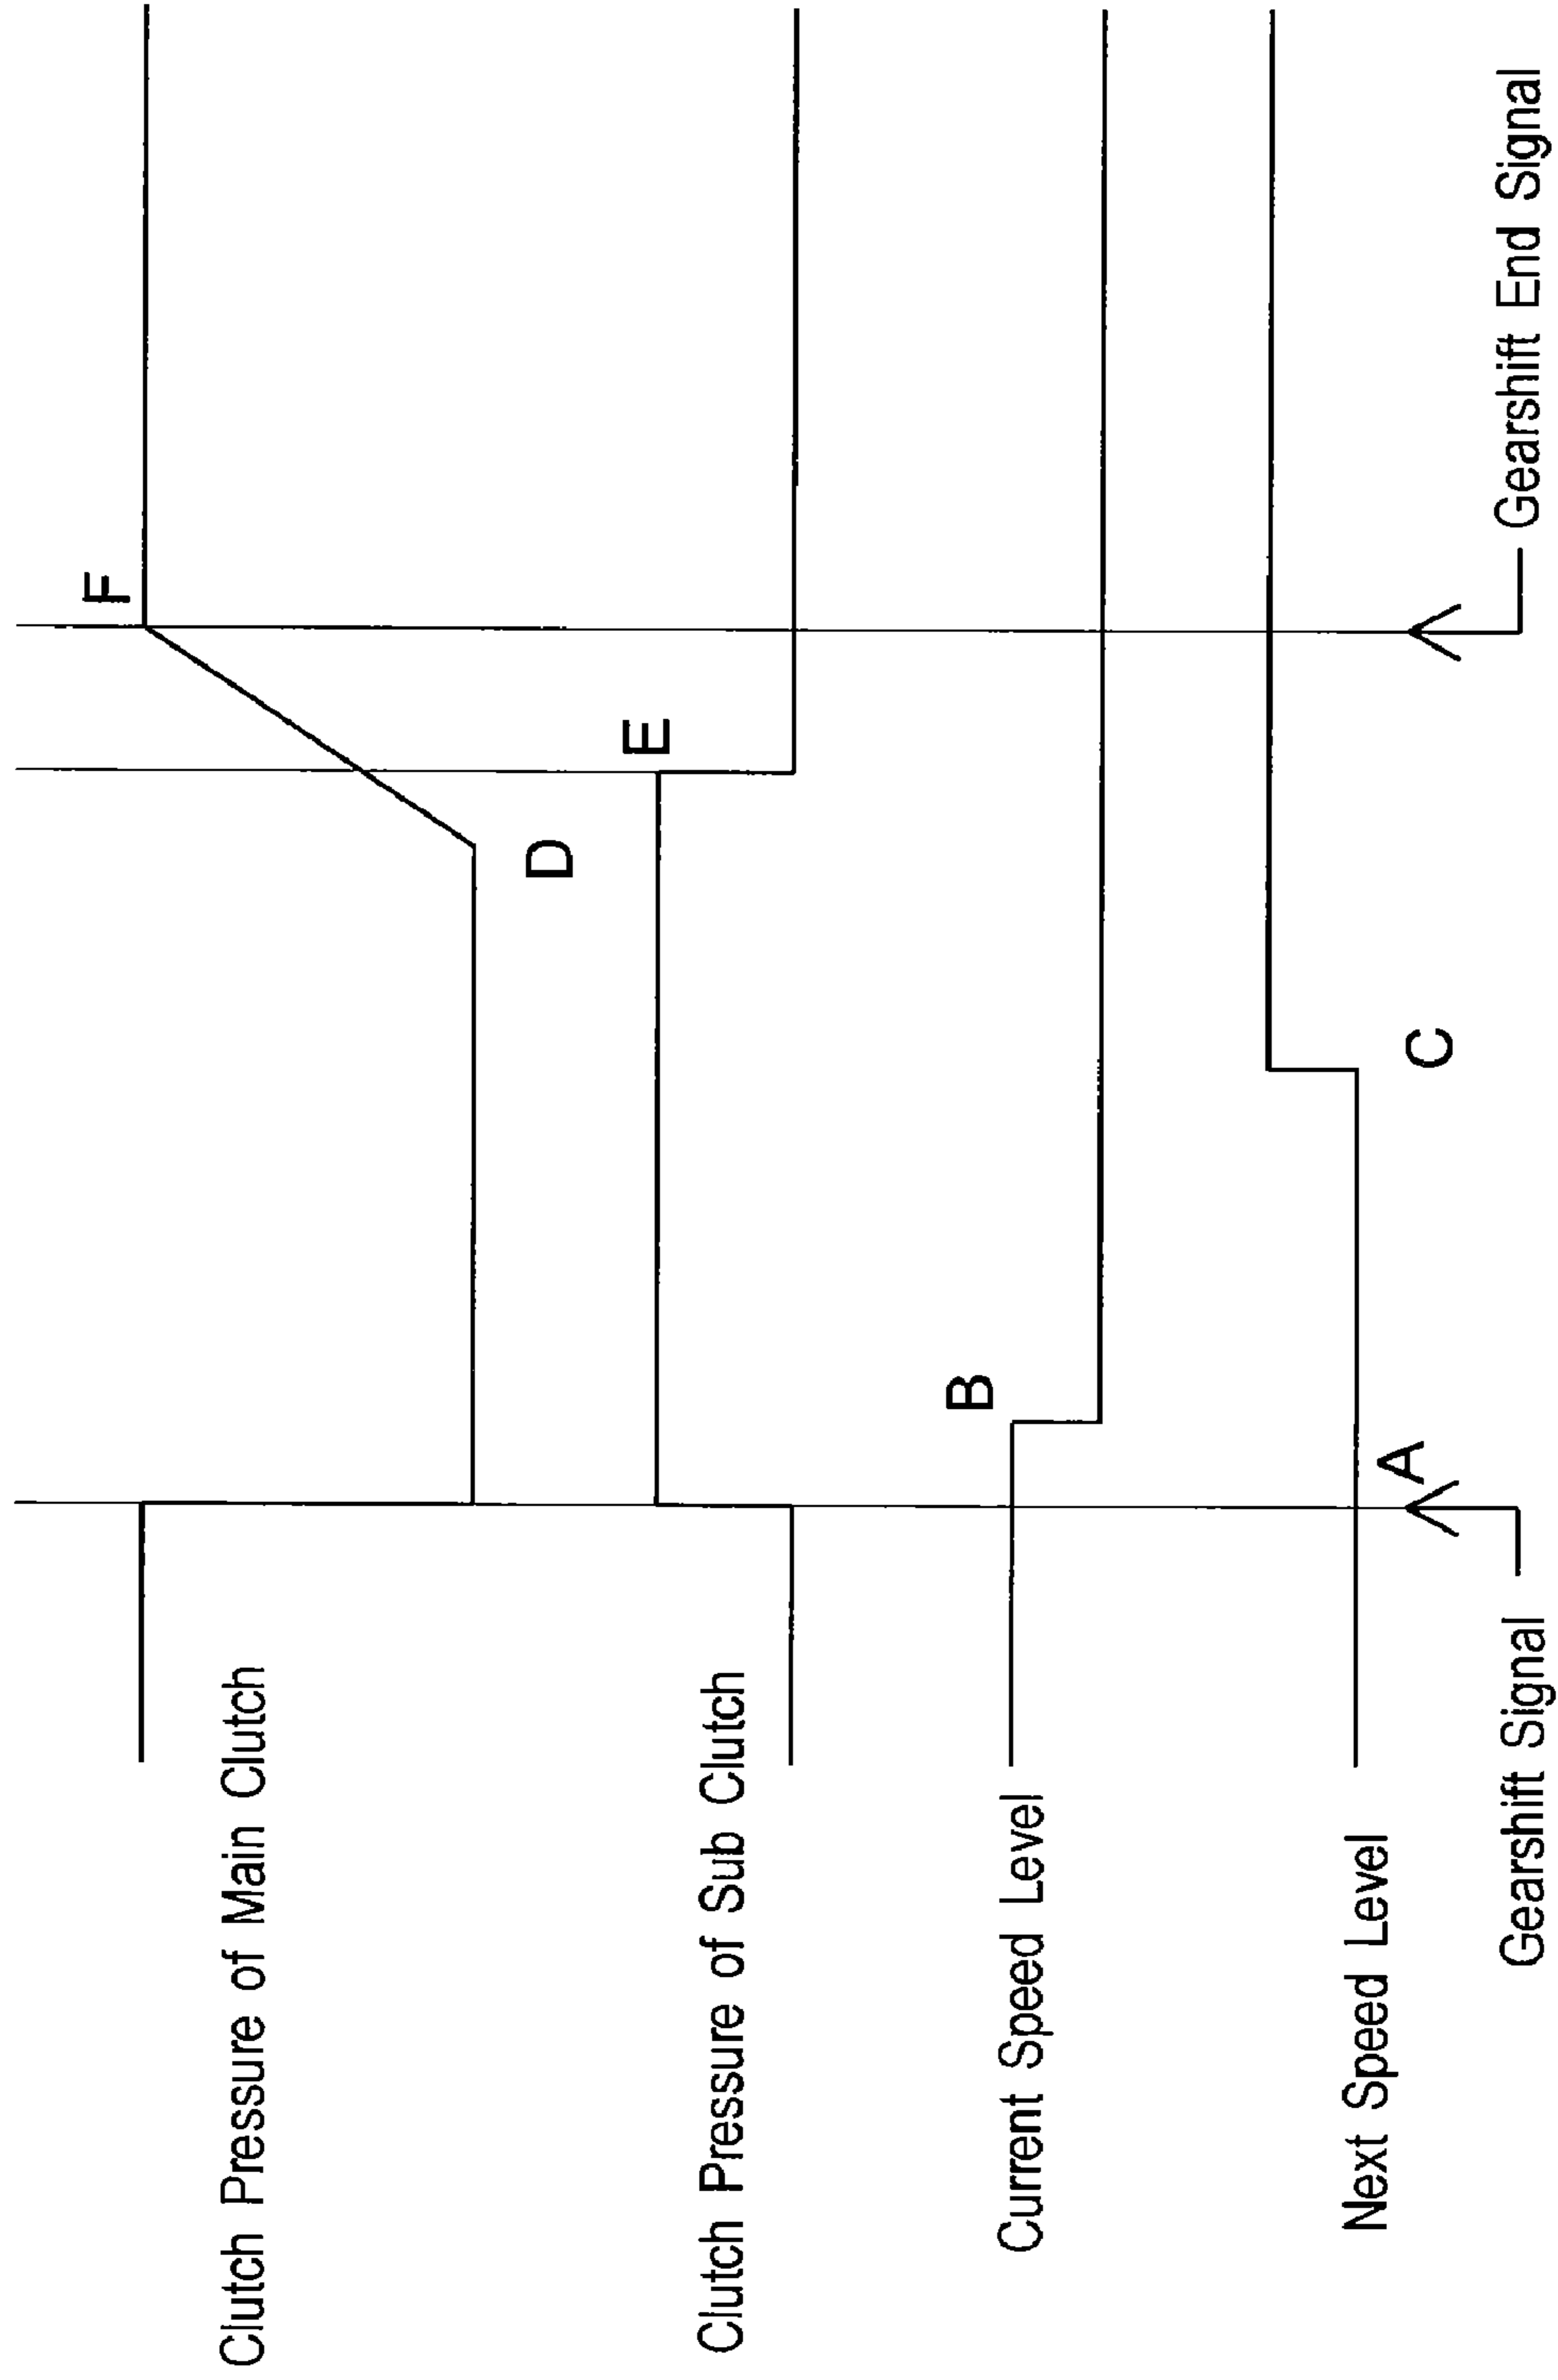 Clutch Pressure of Main Clutch
F
D
Clutch Pressure of Sub Clutch
E
Current Speed Level
B
Next Speed Level
C
A
Gearshift Signal
Gearshift End Signal